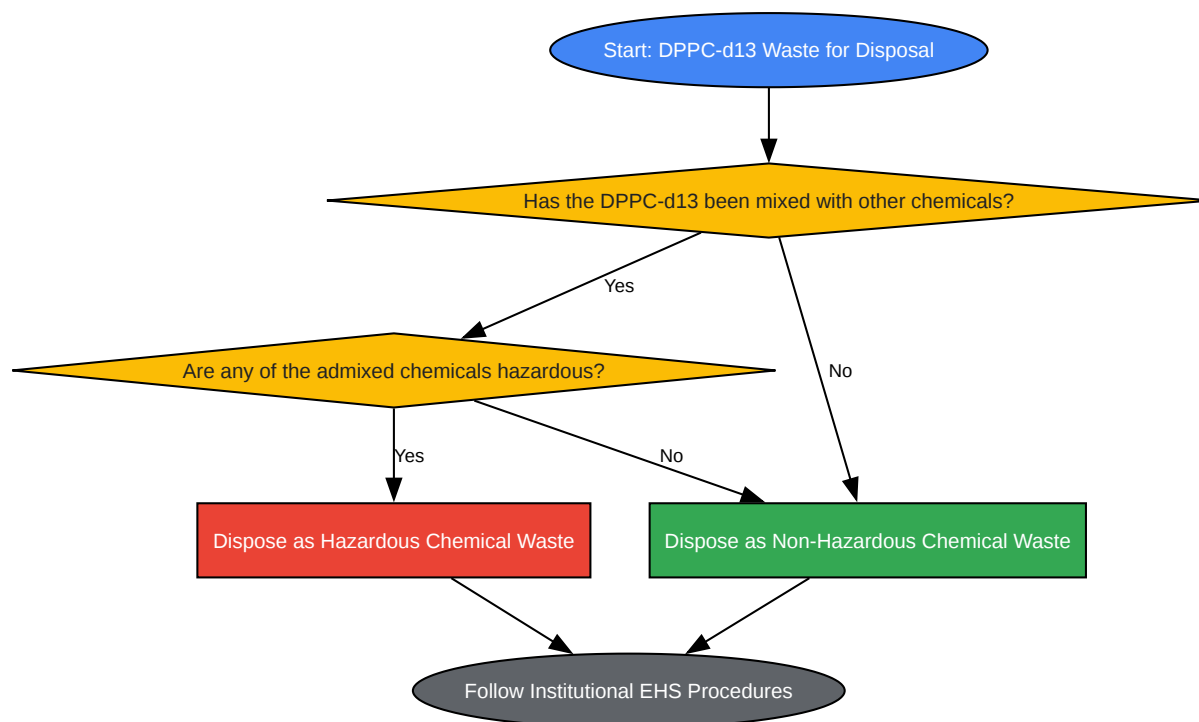 Start: DPPC-d13 Waste for Disposal
Has the DPPC-d13 been mixed with other chemicals?
Yes
Are any of the admixed chemicals hazardous?
No
Yes
No
Dispose as Hazardous Chemical Waste
Dispose as Non-Hazardous Chemical Waste
Follow Institutional EHS Procedures